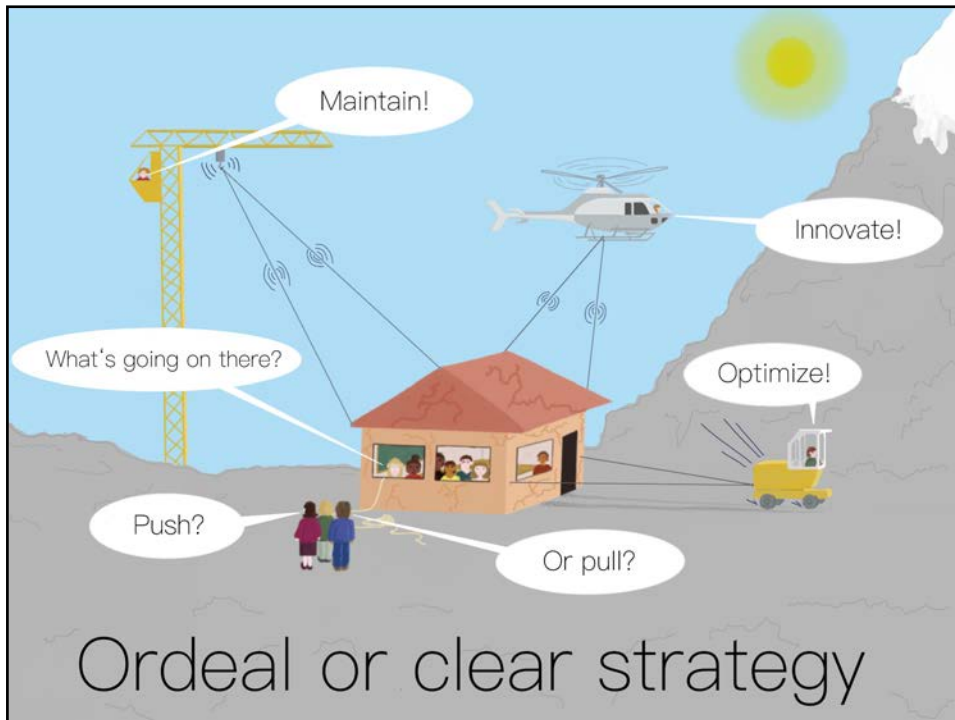 Maintain!
Innovate!
What‘s going on there?
Optimize!
Push?
Or pull?
Ordeal or clear strategy